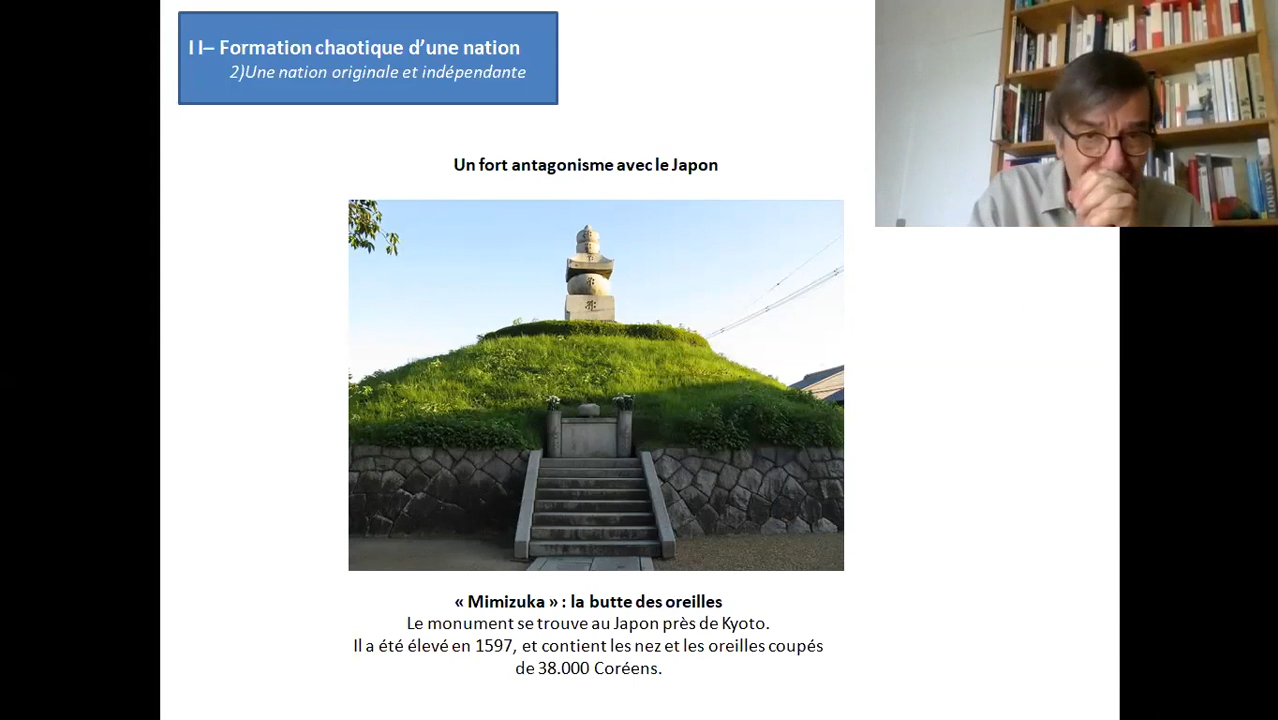 I I– Formation chaotique d’une nation
2)Une nation originale et indépendante
Un fort antagonisme avec le Japon
« Mimizuka » : la butte des oreilles
Le monument se trouve au Japon près de Kyoto.
Il a été élevé en 1597, et contient les nez et les oreilles coupés
de 38.000 Coréens.
LOUIS XV